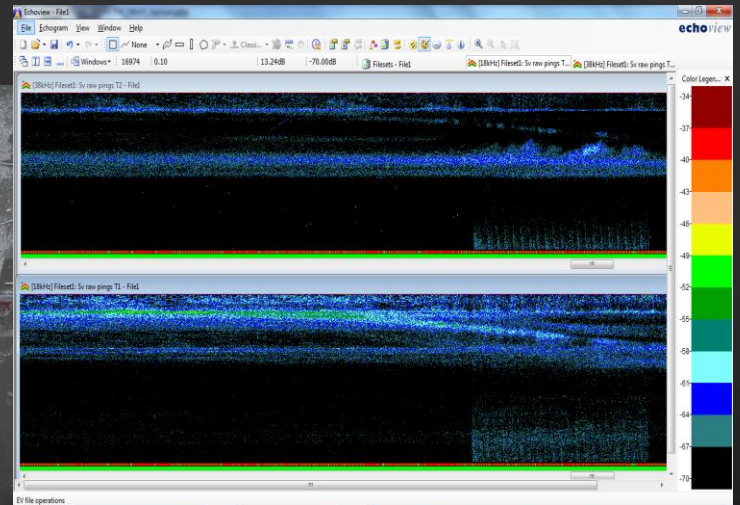 Echoview - File1
File Echogram View Window Help
echoview
None Classi...
Windows 16974 0.10 13.24dB -70.00dB Filesets - File1 [18kHz] Fileset1: Sv raw pings T... [38kHz] Fileset1: Sv raw pings T...
[38kHz] Fileset1: Sv raw pings T2 - File1
Color Legen... x
-34
-37
-40
-43
-46
-49
-52
[18kHz] Fileset1: Sv raw pings T1 - File1
-55
-58
-61
-64
-67
-70
EV file operations